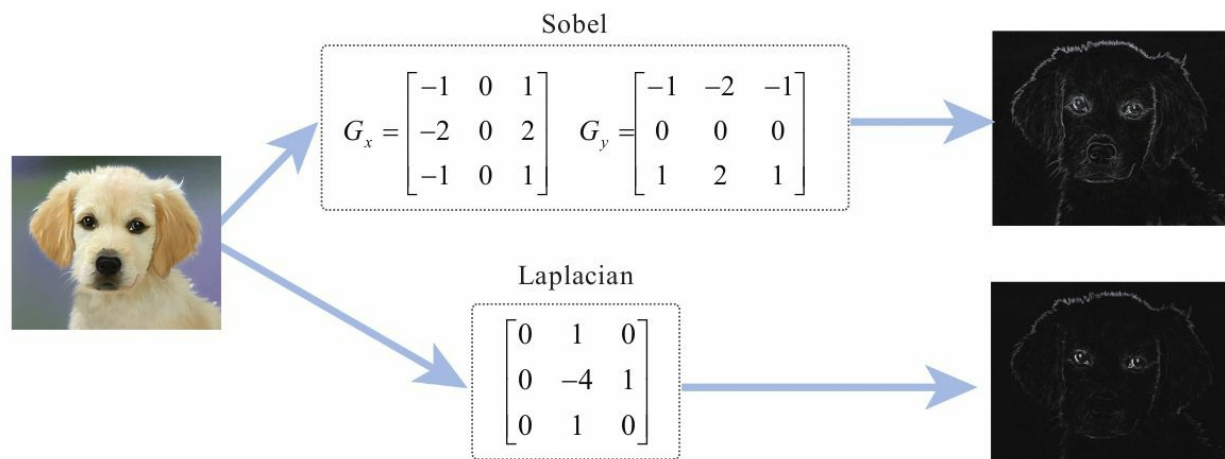 Sobel
G_x = [−1 0 1; −2 0 2; −1 0 1] G_y = [−1 −2 −1; 0 0 0; 1 2 1]
Laplacian
0 1 0
0 −4 1
0 1 0